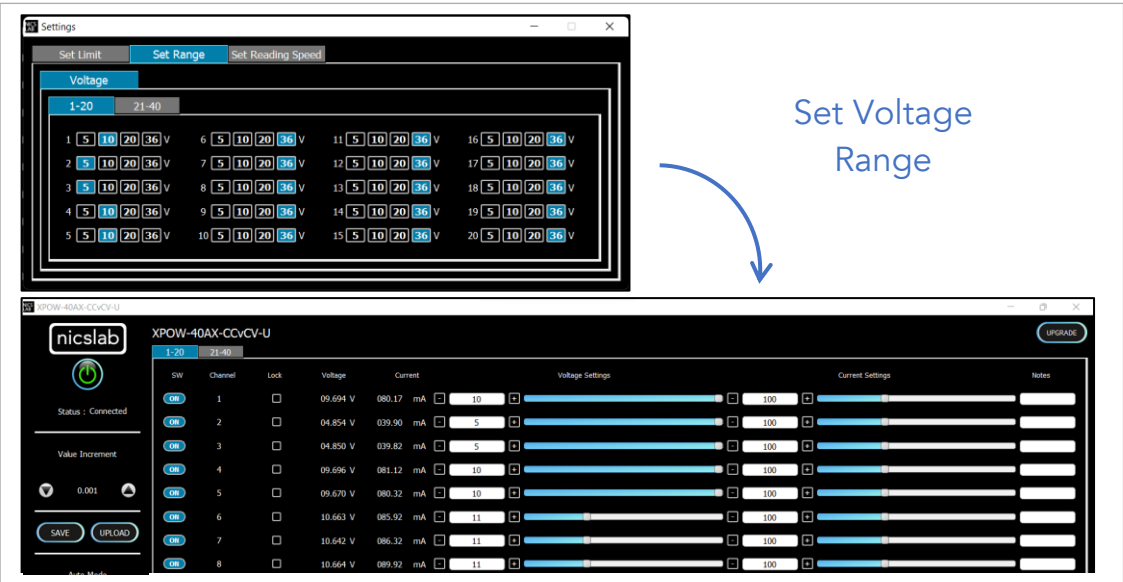 Settings
Set Limit Set Range Set Reading Speed
Voltage
1-20 21-40
1 5 10 20 36 V 6 5 10 20 36 V 11 5 10 20 36 V 16 5 10 20 36 V
2 5 10 20 36 V 7 5 10 20 36 V 12 5 10 20 36 V 17 5 10 20 36 V
3 5 10 20 36 V 8 5 10 20 36 V 13 5 10 20 36 V 18 5 10 20 36 V
4 5 10 20 36 V 9 5 10 20 36 V 14 5 10 20 36 V 19 5 10 20 36 V
5 5 10 20 36 V 10 5 10 20 36 V 15 5 10 20 36 V 20 5 10 20 36 V
Set Voltage
Range
XPOW-40AX-CCvCV-U
nicslab
Status : Connected
Value Increment
0.001
SAVE UPLOAD
Auto Mode
XPOW-40AX-CCvCV-U UPGRADE
1-20 21-40
SW Channel Lock Voltage Current Voltage Settings Current Settings Notes
ON 1 09.694 V 080.17 mA - 10 + - 100 +
ON 2 04.854 V 039.90 mA - 5 + - 100 +
ON 3 04.850 V 039.82 mA - 5 + - 100 +
ON 4 09.696 V 081.12 mA - 10 + - 100 +
ON 5 09.670 V 080.32 mA - 10 + - 100 +
ON 6 10.663 V 085.92 mA - 11 + - 100 +
ON 7 10.642 V 086.32 mA - 11 + - 100 +
ON 8 10.664 V 089.92 mA - 11 + - 100 +